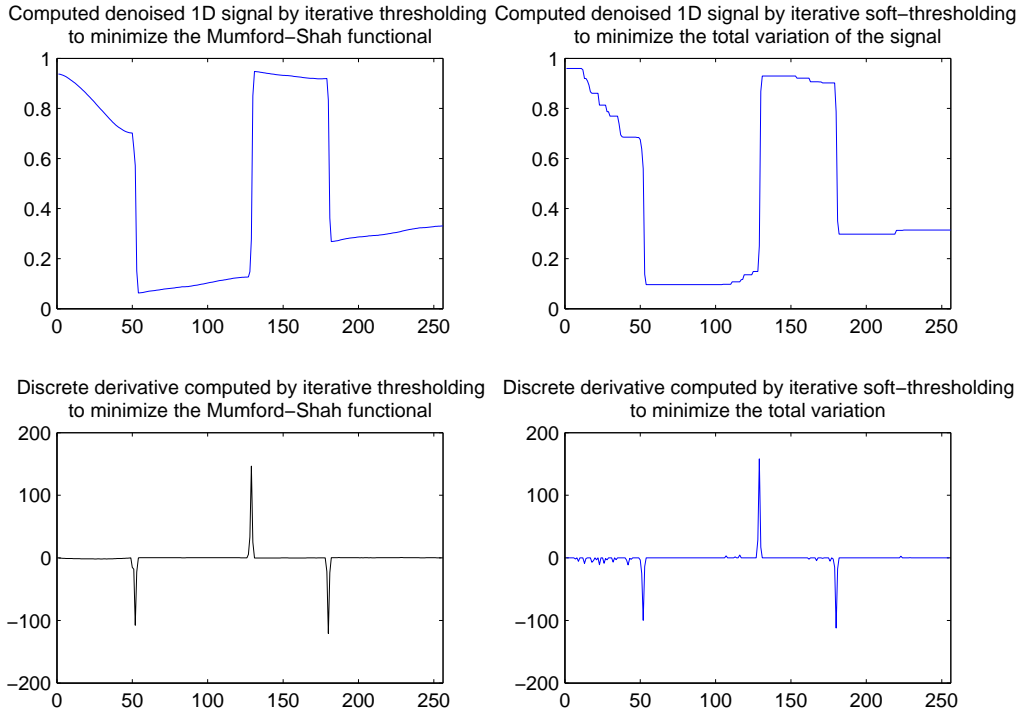 Computed denoised 1D signal by iterative thresholding
to minimize the Mumford−Shah functional
1
0.8
0.6
0.4
0.2
0
0 50 100 150 200 250
Computed denoised 1D signal by iterative soft−thresholding
to minimize the total variation of the signal
1
0.8
0.6
0.4
0.2
0
0 50 100 150 200 250
Discrete derivative computed by iterative thresholding
to minimize the Mumford−Shah functional
200
100
0
−100
−200
0 50 100 150 200 250
Discrete derivative computed by iterative soft−thresholding
to minimize the total variation
200
100
0
−100
−200
0 50 100 150 200 250